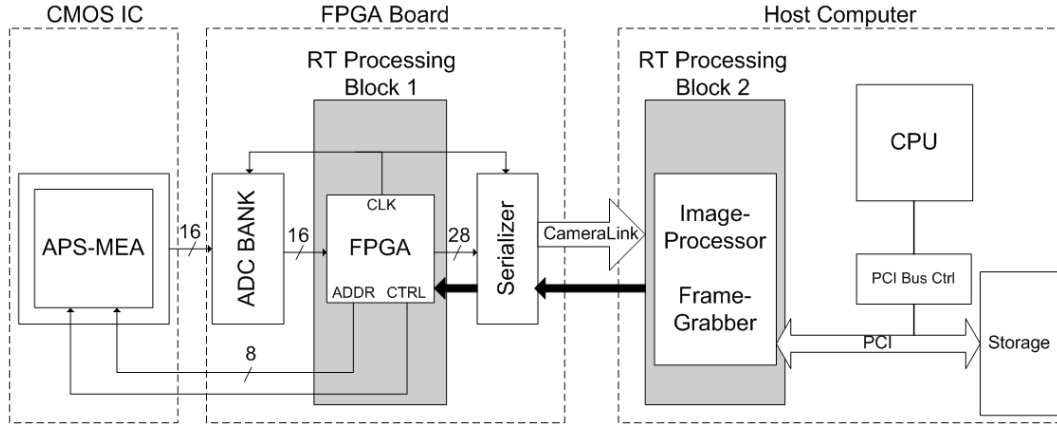 CMOS IC
FPGA Board
Host Computer
RT Processing
Block 1
RT Processing
Block 2
CPU
CLK
16
16
28
APS-MEA
ADC BANK
FPGA
Serializer
CameraLink
Image-
Processor
ADDR
CTRL
Frame-
Grabber
PCI Bus Ctrl
8
PCI
Storage